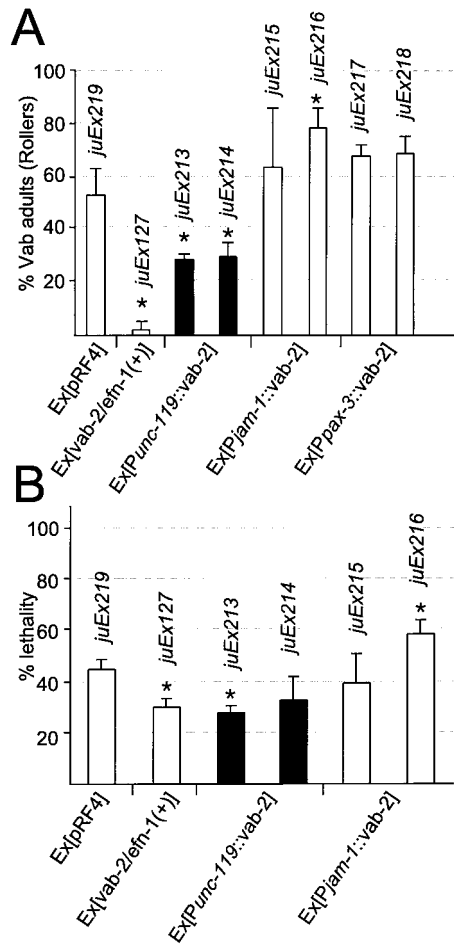 A
% Vab adults (Rollers)
100
80
60
40
20
juEx219
* juEx127
* juEx213
* juEx214
juEx215
* juEx216
juEx217
juEx218
Ex[pRF4]
Ex[vab-2/efn-1(+)]
Ex[Punc-119::vab-2]
Ex[Pjam-1::vab-2]
Ex[Ppax-3::vab-2]
B
% lethality
100
80
60
40
20
juEx219
* juEx127
* juEx213
juEx214
juEx215
* juEx216
Ex[pRF4]
Ex[vab-2/efn-1(+)]
Ex[Punc-119::vab-2]
Ex[Pjam-1::vab-2]